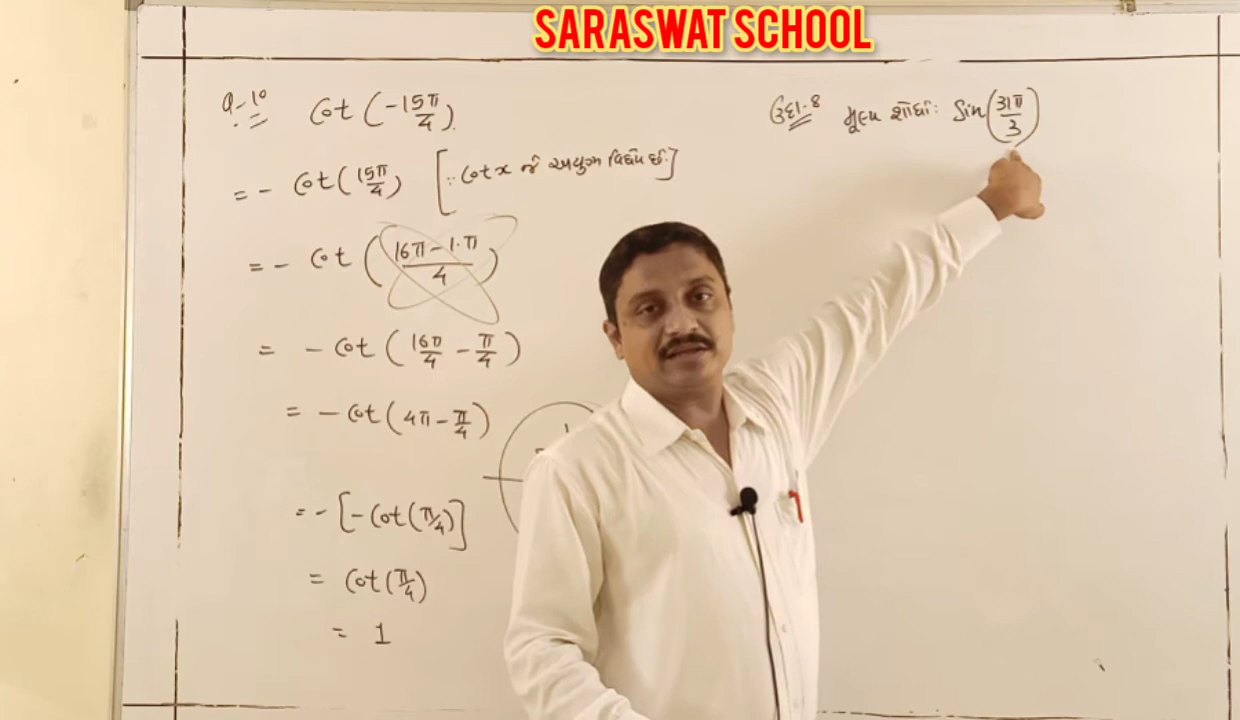 SARASWAT SCHOOL
Q-10 Cot (-15π/4).
= - Cot (15π/4) [∵ Cot x એ અયુગ્મ વિધેય છે.]
= - Cot ((16π - 1·π)/4)
= - Cot (16π/4 - π/4)
= - Cot (4π - π/4)
= - [- Cot (π/4)]
= Cot (π/4)
= 1
ઉદા-8 મૂલ્ય શોધો: Sin (31π/3)